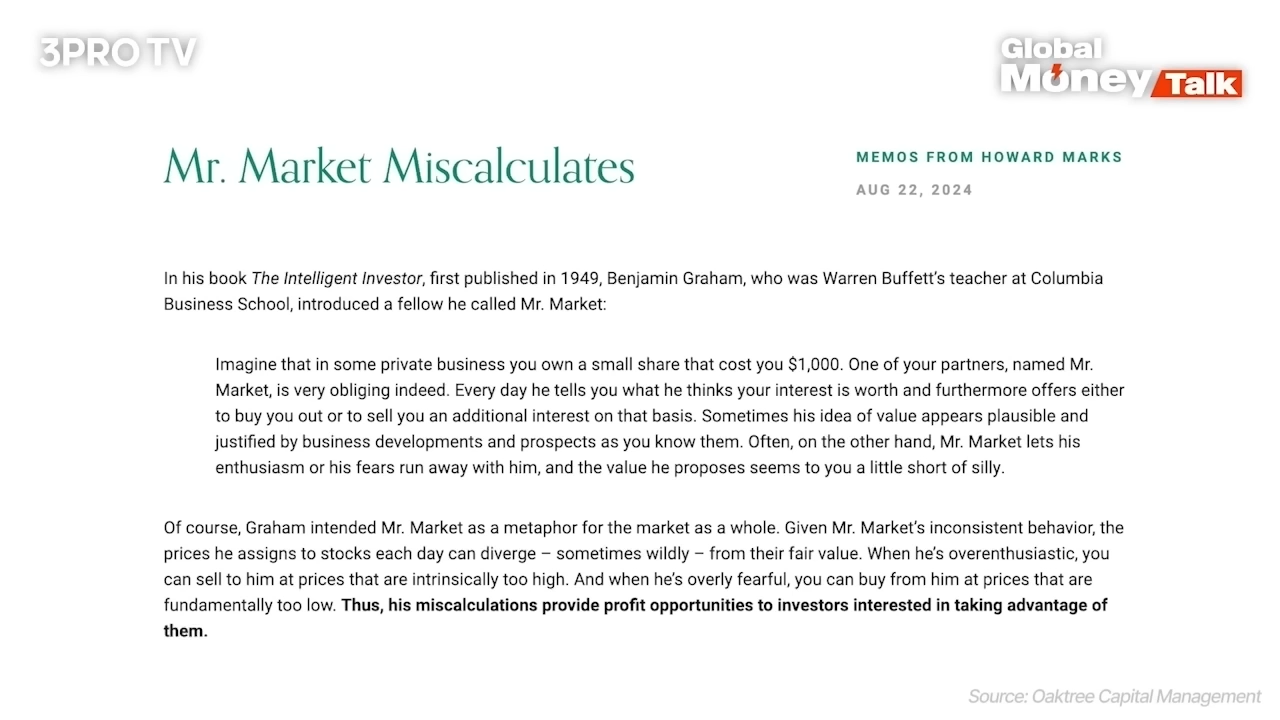 3PRO TV
Global
Money Talk
Mr. Market Miscalculates
MEMOS FROM HOWARD MARKS
AUG 22, 2024
In his book The Intelligent Investor, first published in 1949, Benjamin Graham, who was Warren Buffett’s teacher at Columbia
Business School, introduced a fellow he called Mr. Market:
Imagine that in some private business you own a small share that cost you $1,000. One of your partners, named Mr.
Market, is very obliging indeed. Every day he tells you what he thinks your interest is worth and furthermore offers either
to buy you out or to sell you an additional interest on that basis. Sometimes his idea of value appears plausible and
justified by business developments and prospects as you know them. Often, on the other hand, Mr. Market lets his
enthusiasm or his fears run away with him, and the value he proposes seems to you a little short of silly.
Of course, Graham intended Mr. Market as a metaphor for the market as a whole. Given Mr. Market’s inconsistent behavior, the
prices he assigns to stocks each day can diverge – sometimes wildly – from their fair value. When he’s overenthusiastic, you
can sell to him at prices that are intrinsically too high. And when he’s overly fearful, you can buy from him at prices that are
fundamentally too low. Thus, his miscalculations provide profit opportunities to investors interested in taking advantage of
them.
Source: Oaktree Capital Management